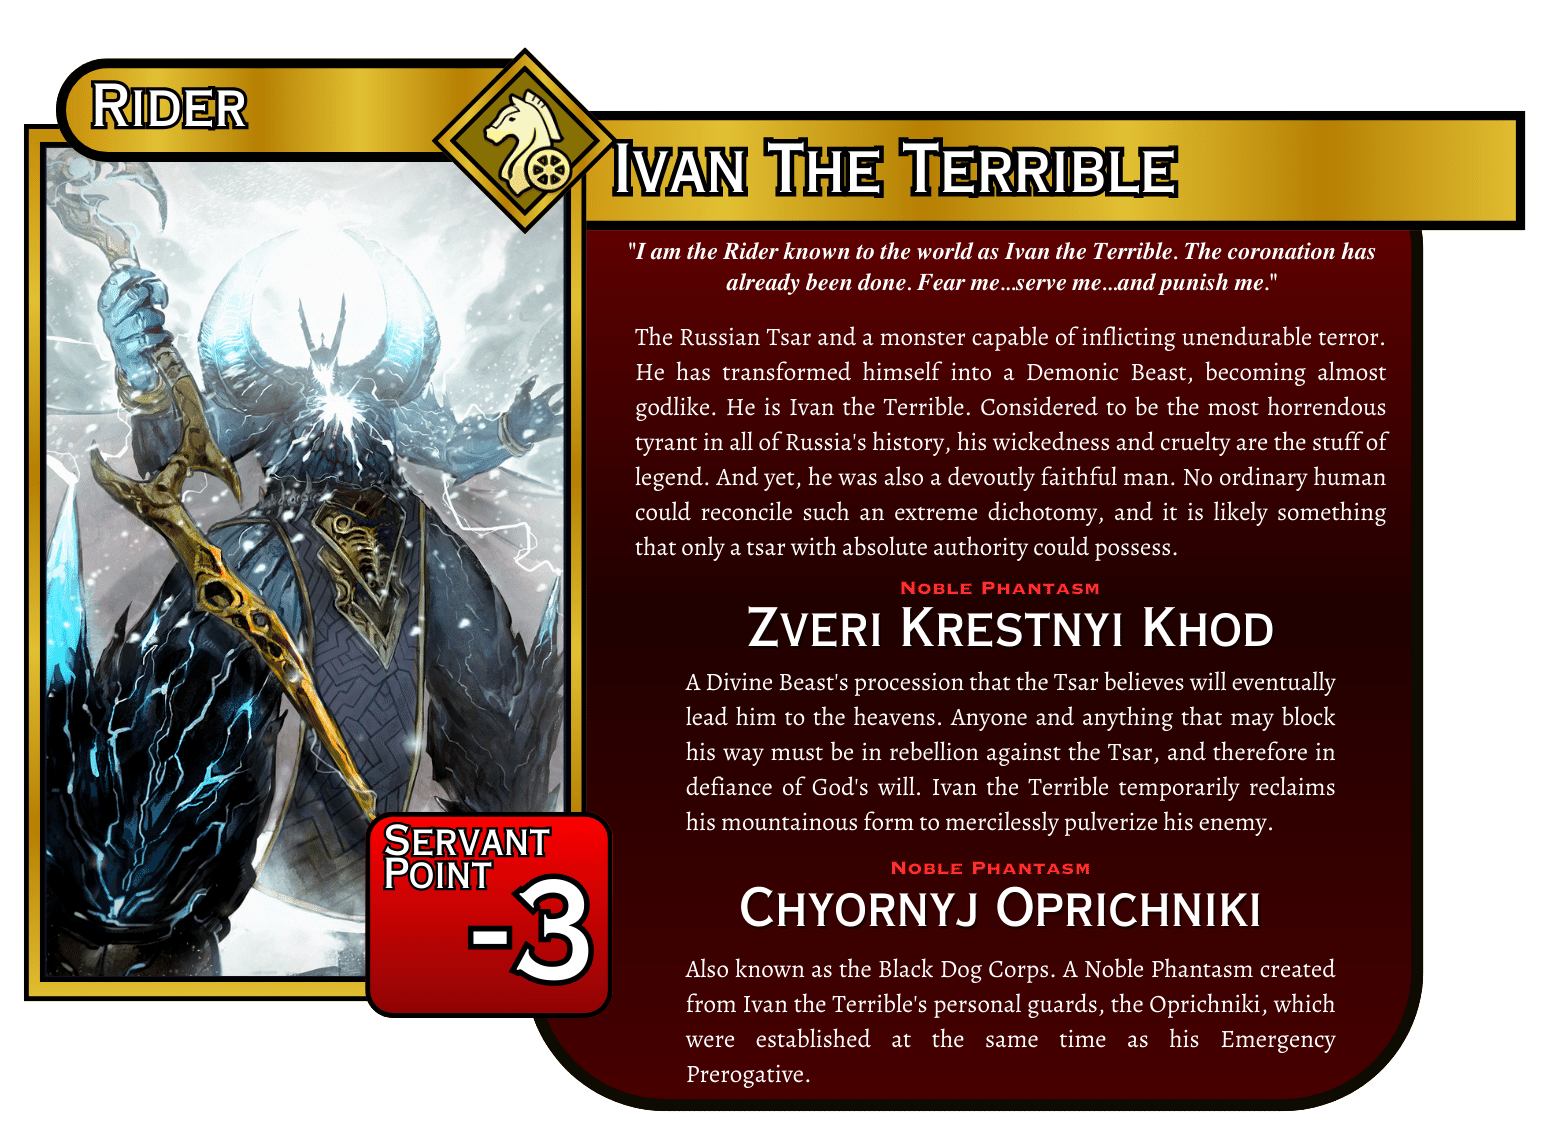 Rider
Ivan The Terrible
"I am the Rider known to the world as Ivan the Terrible. The coronation has
already been done. Fear me...serve me...and punish me."
The Russian Tsar and a monster capable of inflicting unendurable terror.
He has transformed himself into a Demonic Beast, becoming almost
godlike. He is Ivan the Terrible. Considered to be the most horrendous
tyrant in all of Russia's history, his wickedness and cruelty are the stuff of
legend. And yet, he was also a devoutly faithful man. No ordinary human
could reconcile such an extreme dichotomy, and it is likely something
that only a tsar with absolute authority could possess.
Noble Phantasm
Zveri Krestnyi Khod
A Divine Beast's procession that the Tsar believes will eventually
lead him to the heavens. Anyone and anything that may block
his way must be in rebellion against the Tsar, and therefore in
defiance of God's will. Ivan the Terrible temporarily reclaims
his mountainous form to mercilessly pulverize his enemy.
Noble Phantasm
Chyornyj Oprichniki
Also known as the Black Dog Corps. A Noble Phantasm created
from Ivan the Terrible's personal guards, the Oprichniki, which
were established at the same time as his Emergency
Prerogative.
Servant
Point
-3